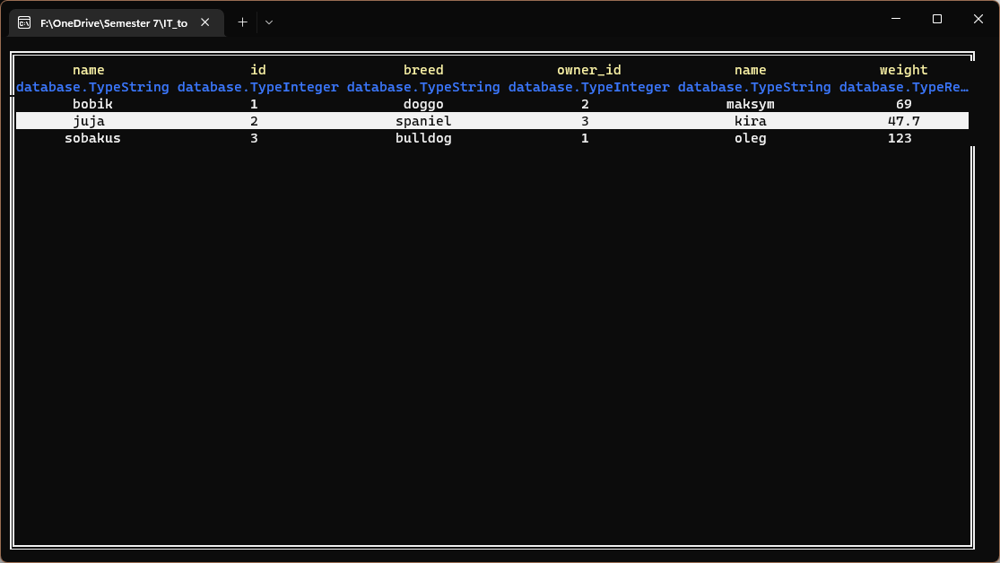 F:\OneDrive\Semester 7\IT_to
name id breed owner_id name weight
database.TypeString database.TypeInteger database.TypeString database.TypeInteger database.TypeString database.TypeRe…
bobik 1 doggo 2 maksym 69
juja 2 spaniel 3 kira 47.7
sobakus 3 bulldog 1 oleg 123